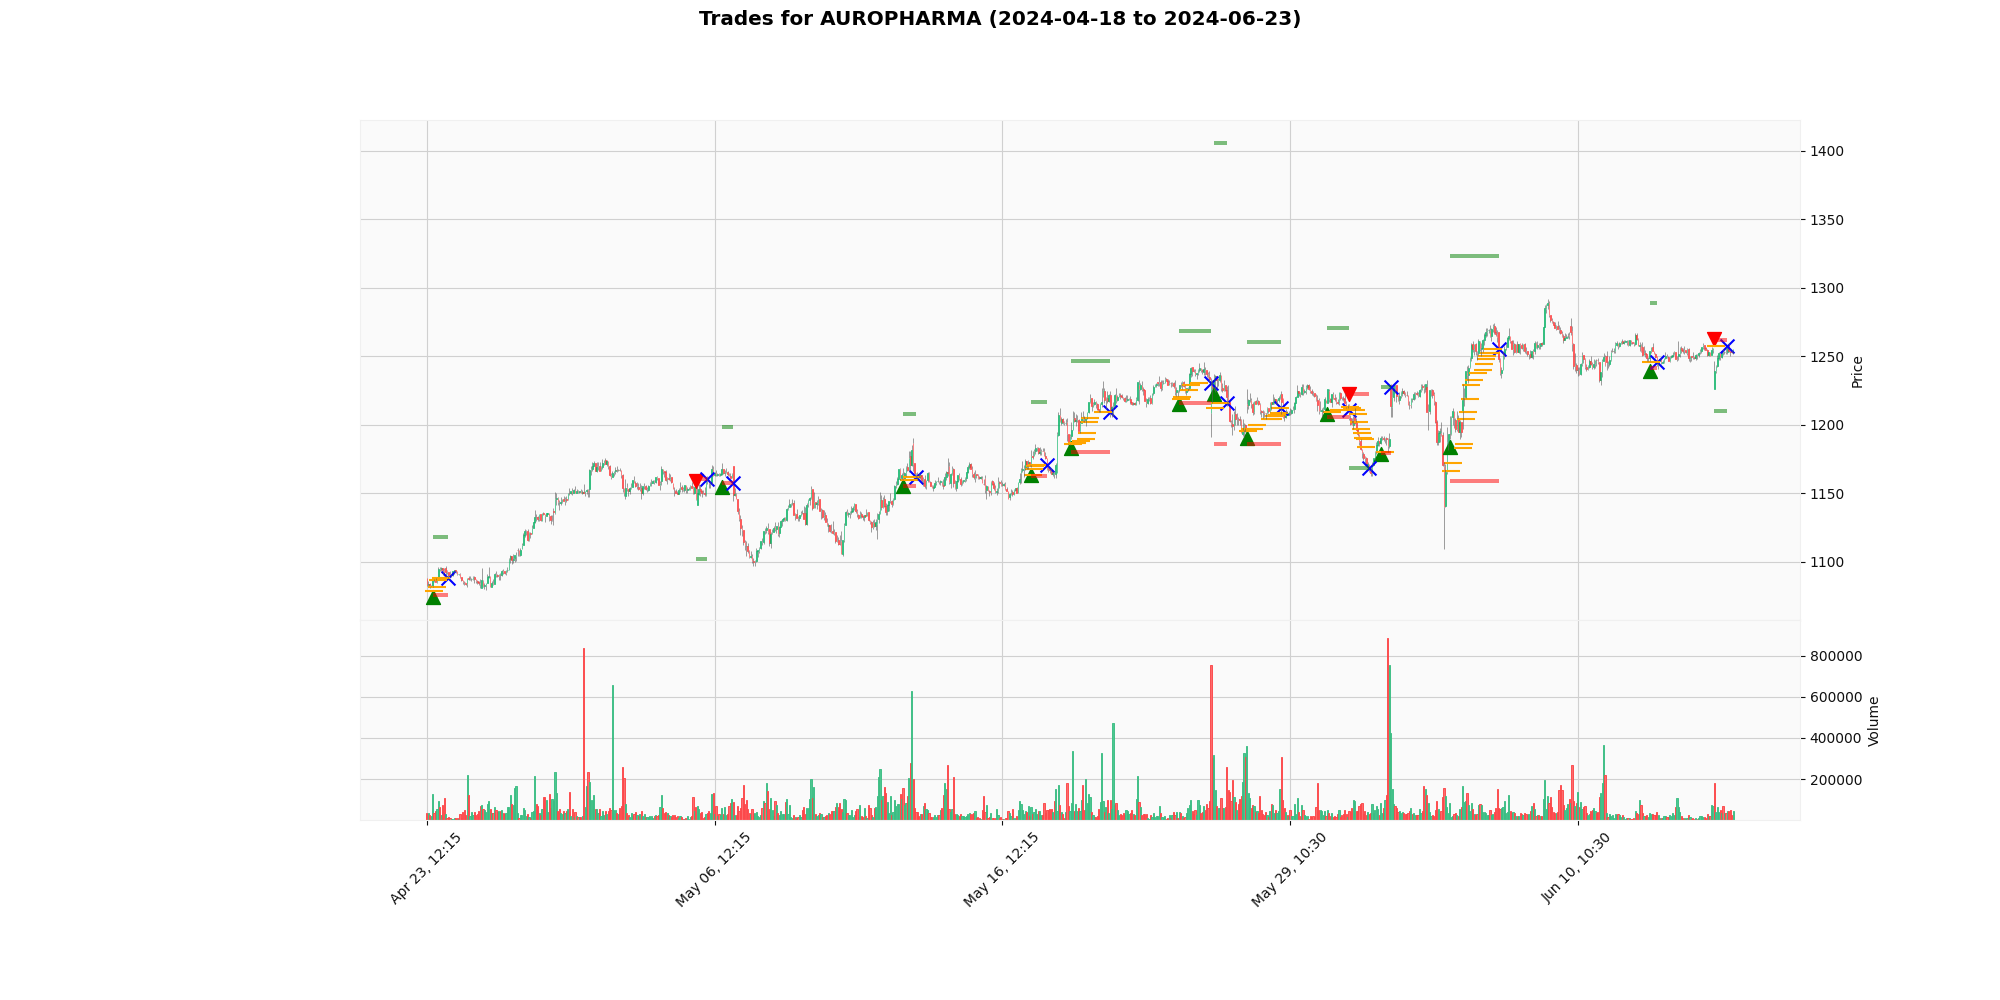 Trades for AUROPHARMA (2024-04-18 to 2024-06-23)
1400
1350
1300
1250
1200
1150
1100
Price
800000
600000
400000
200000
Volume
Apr 23, 12:15
May 06, 12:15
May 16, 12:15
May 29, 10:30
Jun 10, 10:30